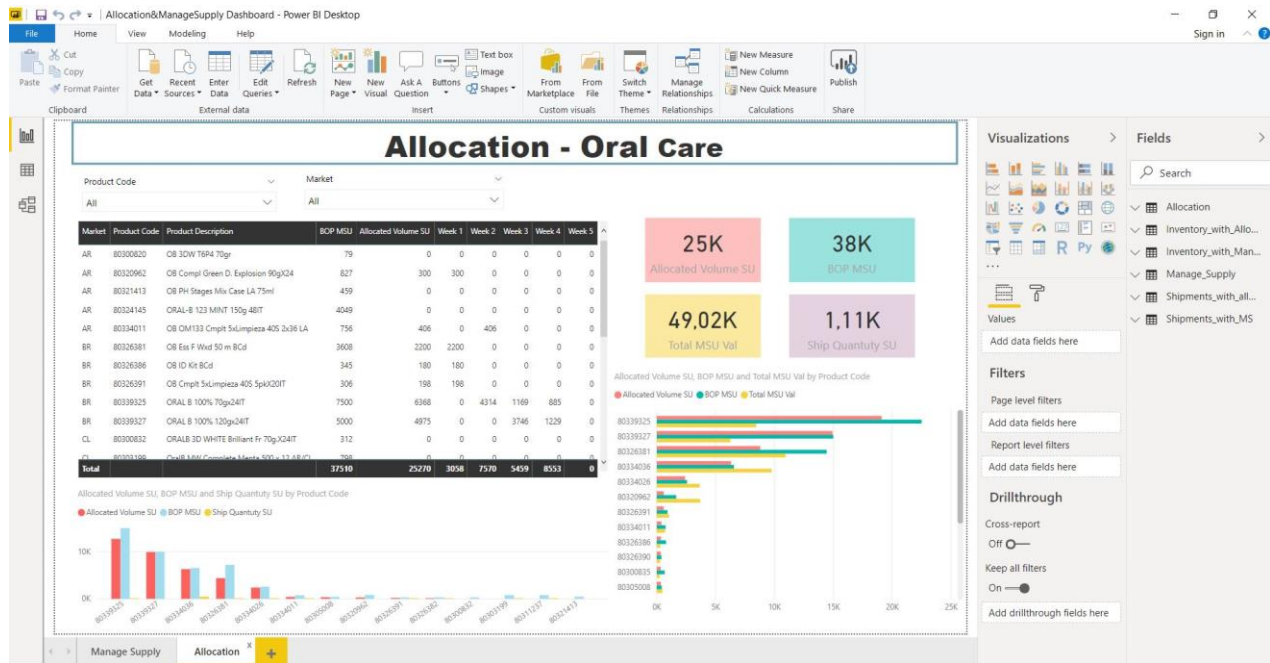 Allocation&ManageSupply Dashboard - Power BI Desktop
File Home View Modeling Help Sign in
Paste Cut Copy Format Painter
Get Data Recent Sources Enter Data Edit Queries Refresh
New Page New Visual Ask A Question Buttons Text box Image Shapes
From Marketplace From File Switch Theme Manage Relationships
New Measure New Column New Quick Measure Publish
Clipboard External data Insert Custom visuals Themes Relationships Calculations Share
Allocation - Oral Care
Product Code Market
All All
Market Product Code Product Description BOP MSU Allocated Volume SU Week 1 Week 2 Week 3 Week 4 Week 5
AR 80300820 OB 3DW T6P4 70gr 79 0 0 0 0 0 0
AR 80320962 OB Compl Green D. Explosion 90gX24 827 300 300 0 0 0 0
AR 80321413 OB PH Stages Mix Case LA 75ml 459 0 0 0 0 0 0
AR 80324145 ORAL-B 123 MINT 150g 48IT 4049 0 0 0 0 0 0
AR 80334011 OB OM133 Cmplt 5xLimpieza 40S 2x36 LA 756 406 0 406 0 0 0
BR 80326381 OB Ess F Wxd 50 m BCd 3608 2200 2200 0 0 0 0
BR 80326386 OB ID Kit BCd 345 180 180 0 0 0 0
BR 80326391 OB Cmplt 5xLimpieza 40S 5pkX20IT 306 198 198 0 0 0 0
BR 80339325 ORAL B 100% 70gx24IT 7500 6368 0 4314 1169 885 0
BR 80339327 ORAL B 100% 120gx24IT 5000 4975 0 0 3746 1229 0
CL 80300832 ORALB 3D WHITE Brilliant Fr 70g.X24IT 312 0 0 0 0 0 0
Total 37510 25270 3058 7570 5459 8553 0
25K
Allocated Volume SU
38K
BOP MSU
49,02K
Total MSU Val
1,11K
Ship Quantuty SU
Allocated Volume SU, BOP MSU and Total MSU Val by Product Code
Allocated Volume SU BOP MSU Total MSU Val
80339325
80339327
80326381
80334036
80334026
80320962
80326391
80334011
80326386
80326390
80300835
80305008
0K 5K 10K 15K 20K 25K
Allocated Volume SU, BOP MSU and Ship Quantuty SU by Product Code
Allocated Volume SU BOP MSU Ship Quantuty SU
10K
0K
80339325 80339327 80334036 80326381 80334026 80334011 80305008 80320962 80326391 80326382 80300832 80303199 80311237 80321413
Visualizations
R Py
...
Values
Add data fields here
Filters
Page level filters
Add data fields here
Report level filters
Add data fields here
Drillthrough
Cross-report
Off
Keep all filters
On
Add drillthrough fields here
Fields
Search
Allocation
Inventory_with_Allo...
Inventory_with_Man...
Manage_Supply
Shipments_with_all...
Shipments_with_MS
Manage Supply Allocation x +